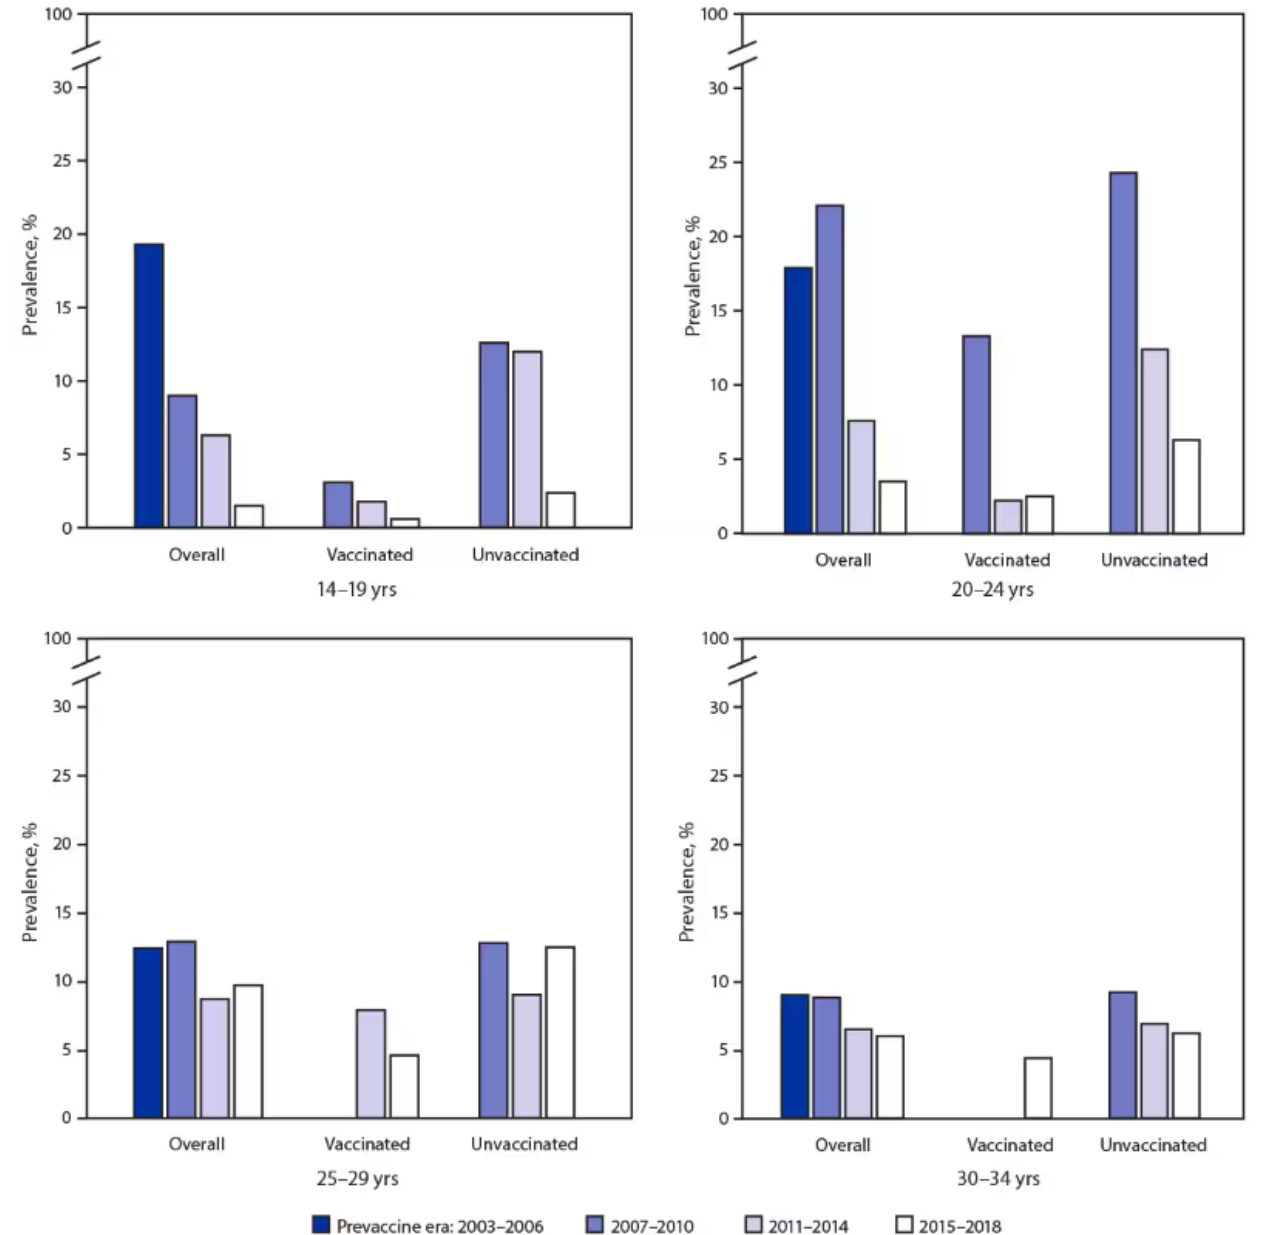 100
30
25
20
15
10
5
0
Prevalence, %
Overall
Vaccinated
Unvaccinated
14–19 yrs
100
30
25
20
15
10
5
0
Prevalence, %
Overall
Vaccinated
Unvaccinated
20–24 yrs
100
30
25
20
15
10
5
0
Prevalence, %
Overall
Vaccinated
Unvaccinated
25–29 yrs
100
30
25
20
15
10
5
0
Prevalence, %
Overall
Vaccinated
Unvaccinated
30–34 yrs
Prevaccine era: 2003–2006
2007–2010
2011–2014
2015–2018